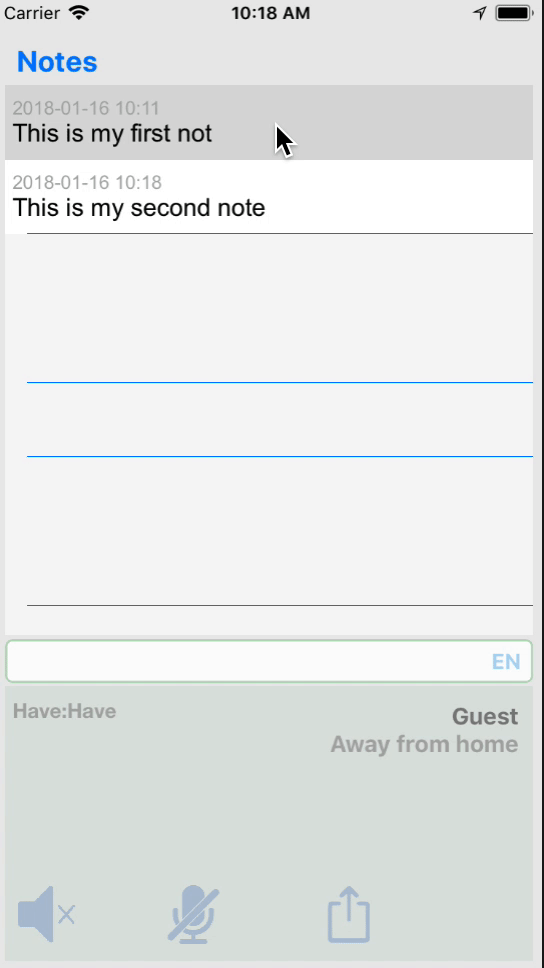 Carrier 10:18 AM
Notes
2018-01-16 10:11
This is my first not
2018-01-16 10:18
This is my second note
EN
Have:Have
Guest
Away from home